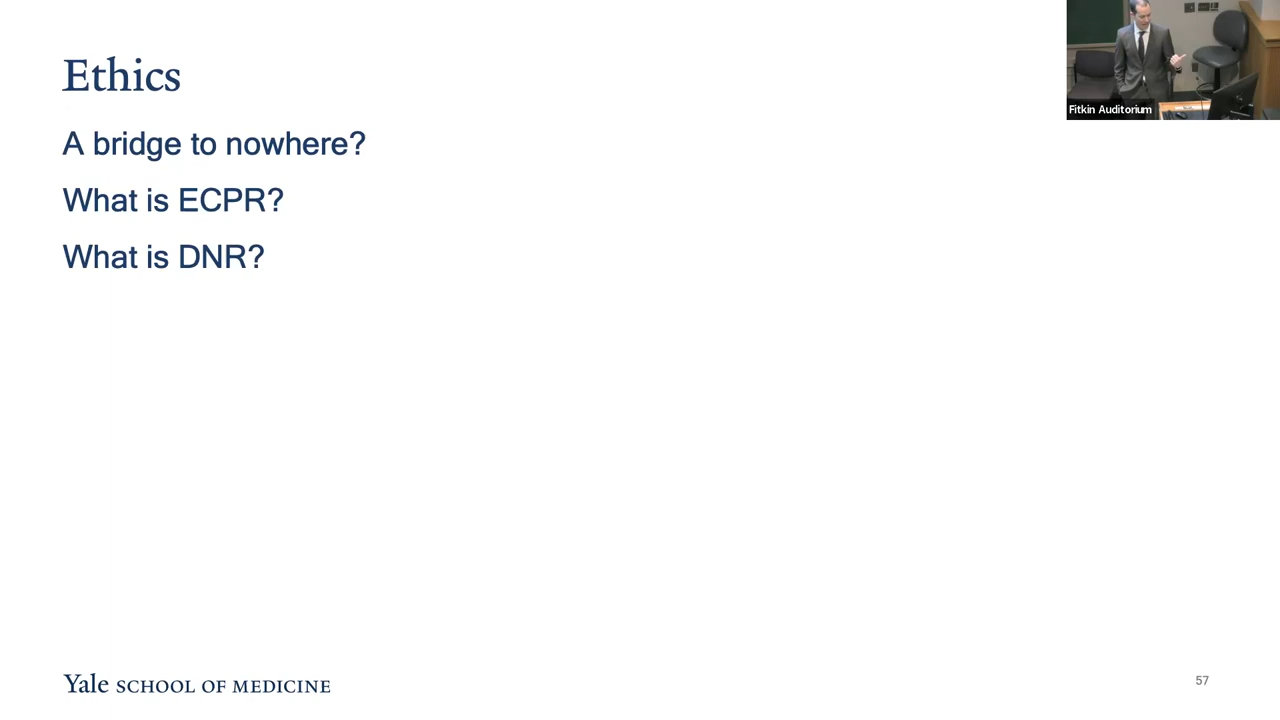 Ethics
A bridge to nowhere?
What is ECPR?
What is DNR?
Fitkin Auditorium
Yale SCHOOL OF MEDICINE
57